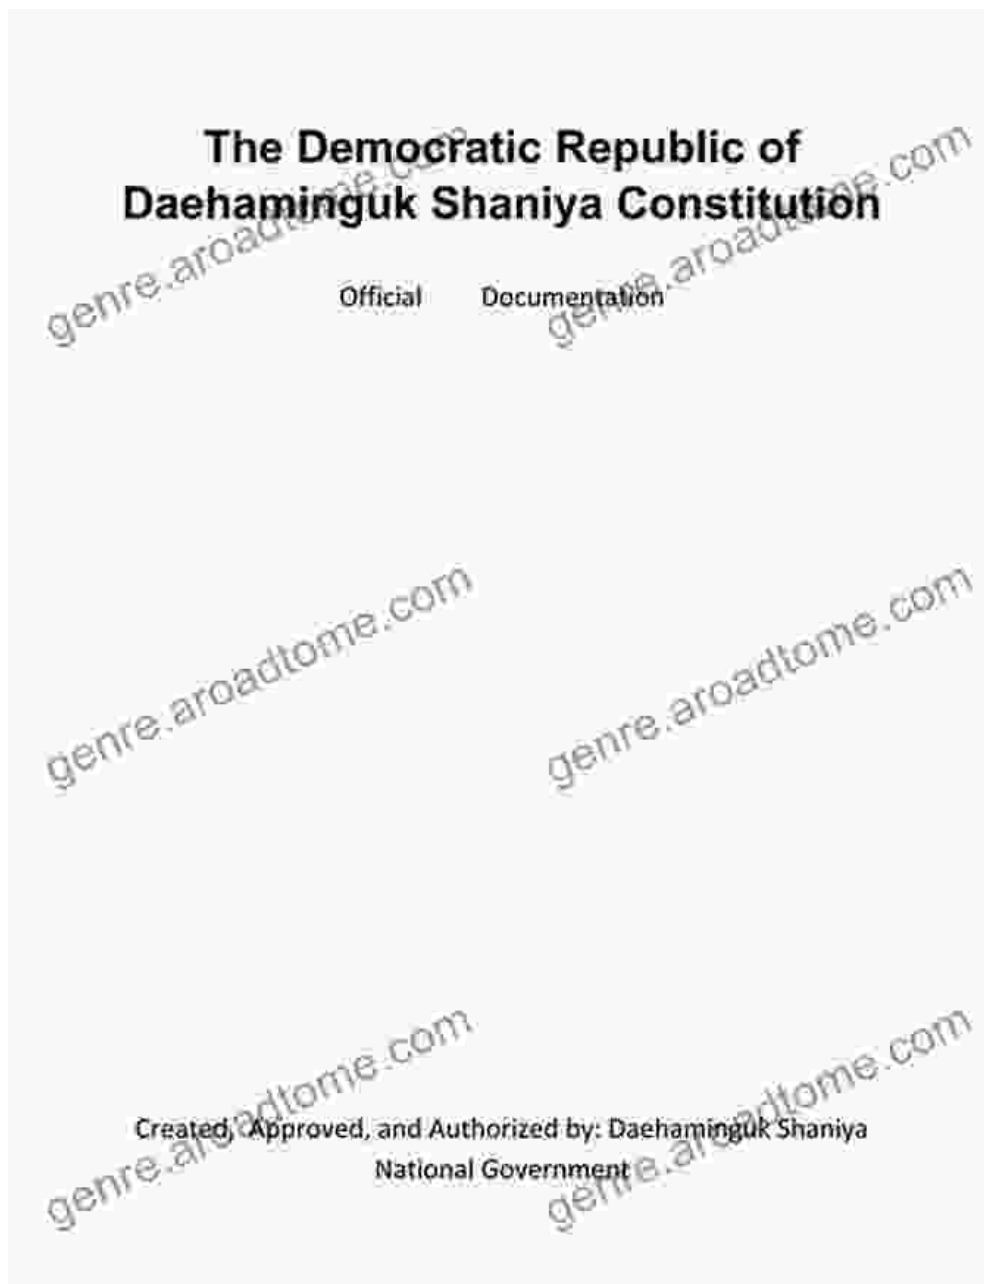 The Democratic Republic of
Daehaminguk Shaniya Constitution
Official Documentation
genre.aroadtome.com
genre.aroadtome.com
genre.aroadtome.com
genre.aroadtome.com
Created, Approved, and Authorized by: Daehaminguk Shaniya
National Government
genre.aroadtome.com
genre.aroadtome.com